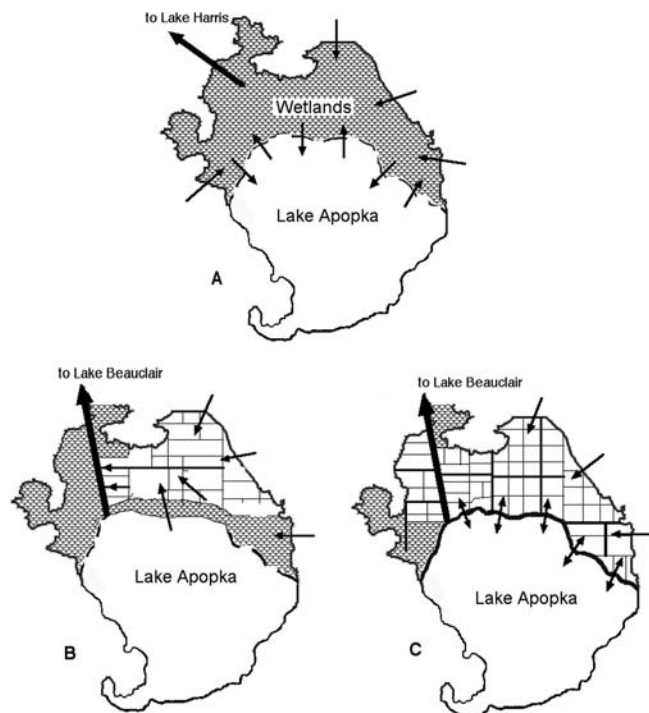 to Lake Harris
Wetlands
Lake Apopka
A
to Lake Beauclair
Lake Apopka
B
to Lake Beauclair
Lake Apopka
C